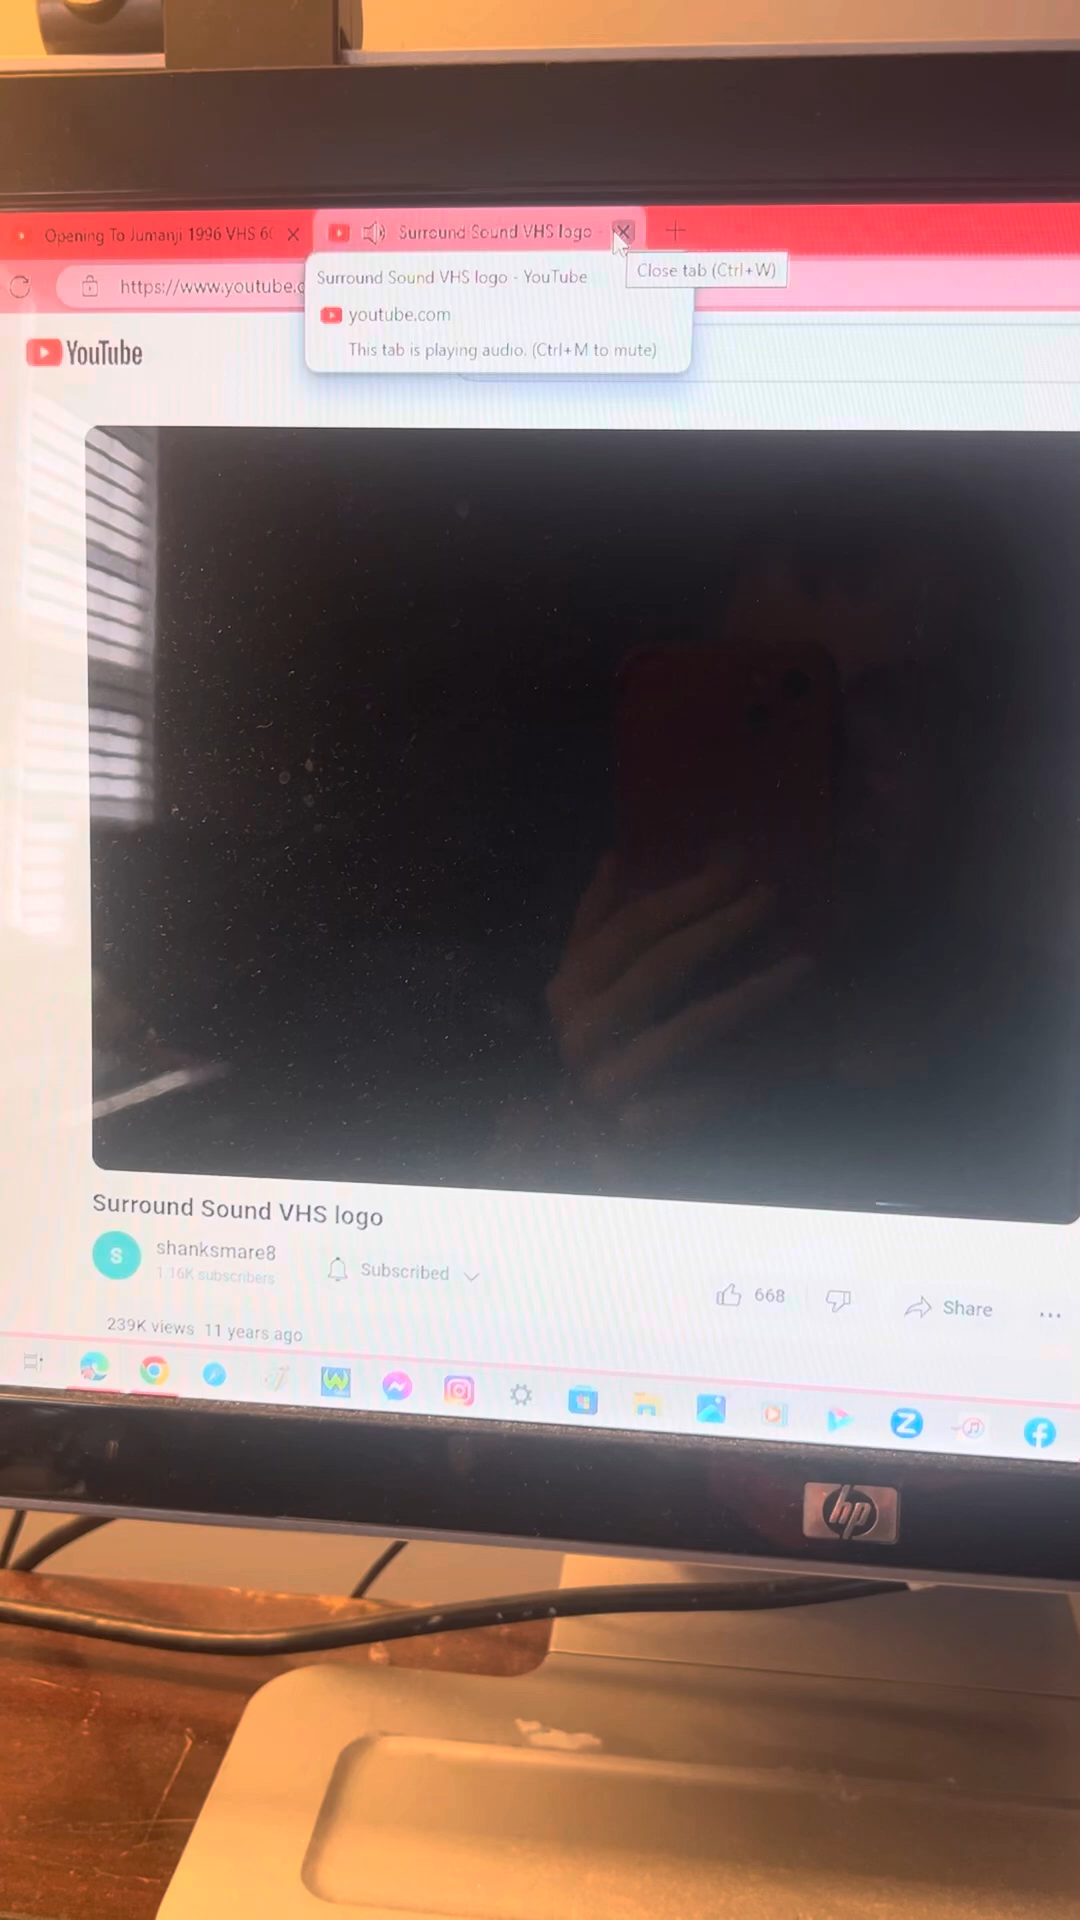 Opening To Jumanji 1996 VHS 60
Surround Sound VHS logo -
Close tab (Ctrl+W)
https://www.youtube.c
Surround Sound VHS logo - YouTube
youtube.com
This tab is playing audio. (Ctrl+M to mute)
YouTube
Surround Sound VHS logo
S
shanksmare8
1.16K subscribers
Subscribed
668
Share
239K views 11 years ago
Z
hp